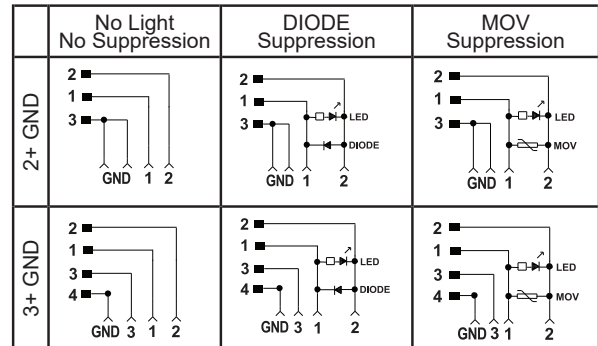 No Light
No Suppression
DIODE
Suppression
MOV
Suppression
2+ GND
2
1
3
GND 1 2
2
1
3
LED
DIODE
GND 1 2
2
1
3
LED
MOV
GND 1 2
3+ GND
2
1
3
4
GND 3 1 2
2
1
3
4
LED
DIODE
GND 3 1 2
2
1
3
4
LED
MOV
GND 3 1 2